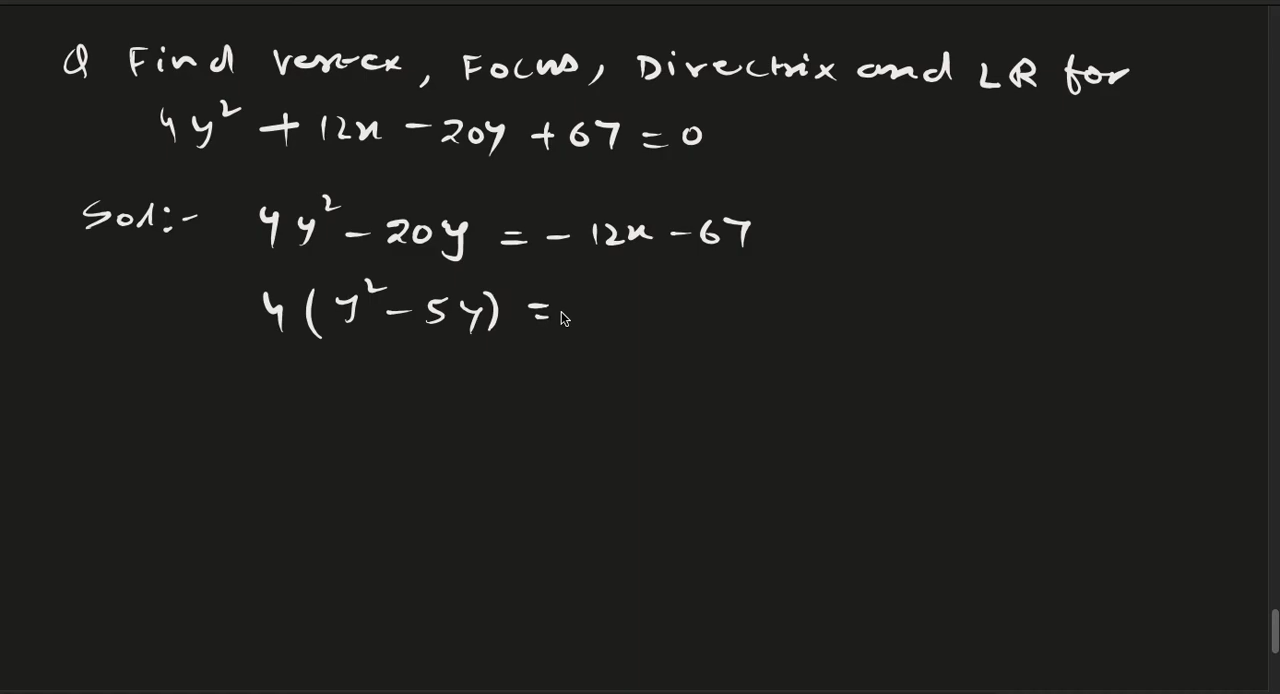 Q Find vertex, Focus, Directrix and LR for
4y² + 12x - 20y + 67 = 0
Sol:- 4y² - 20y = - 12x - 67
4(y² - 5y) =